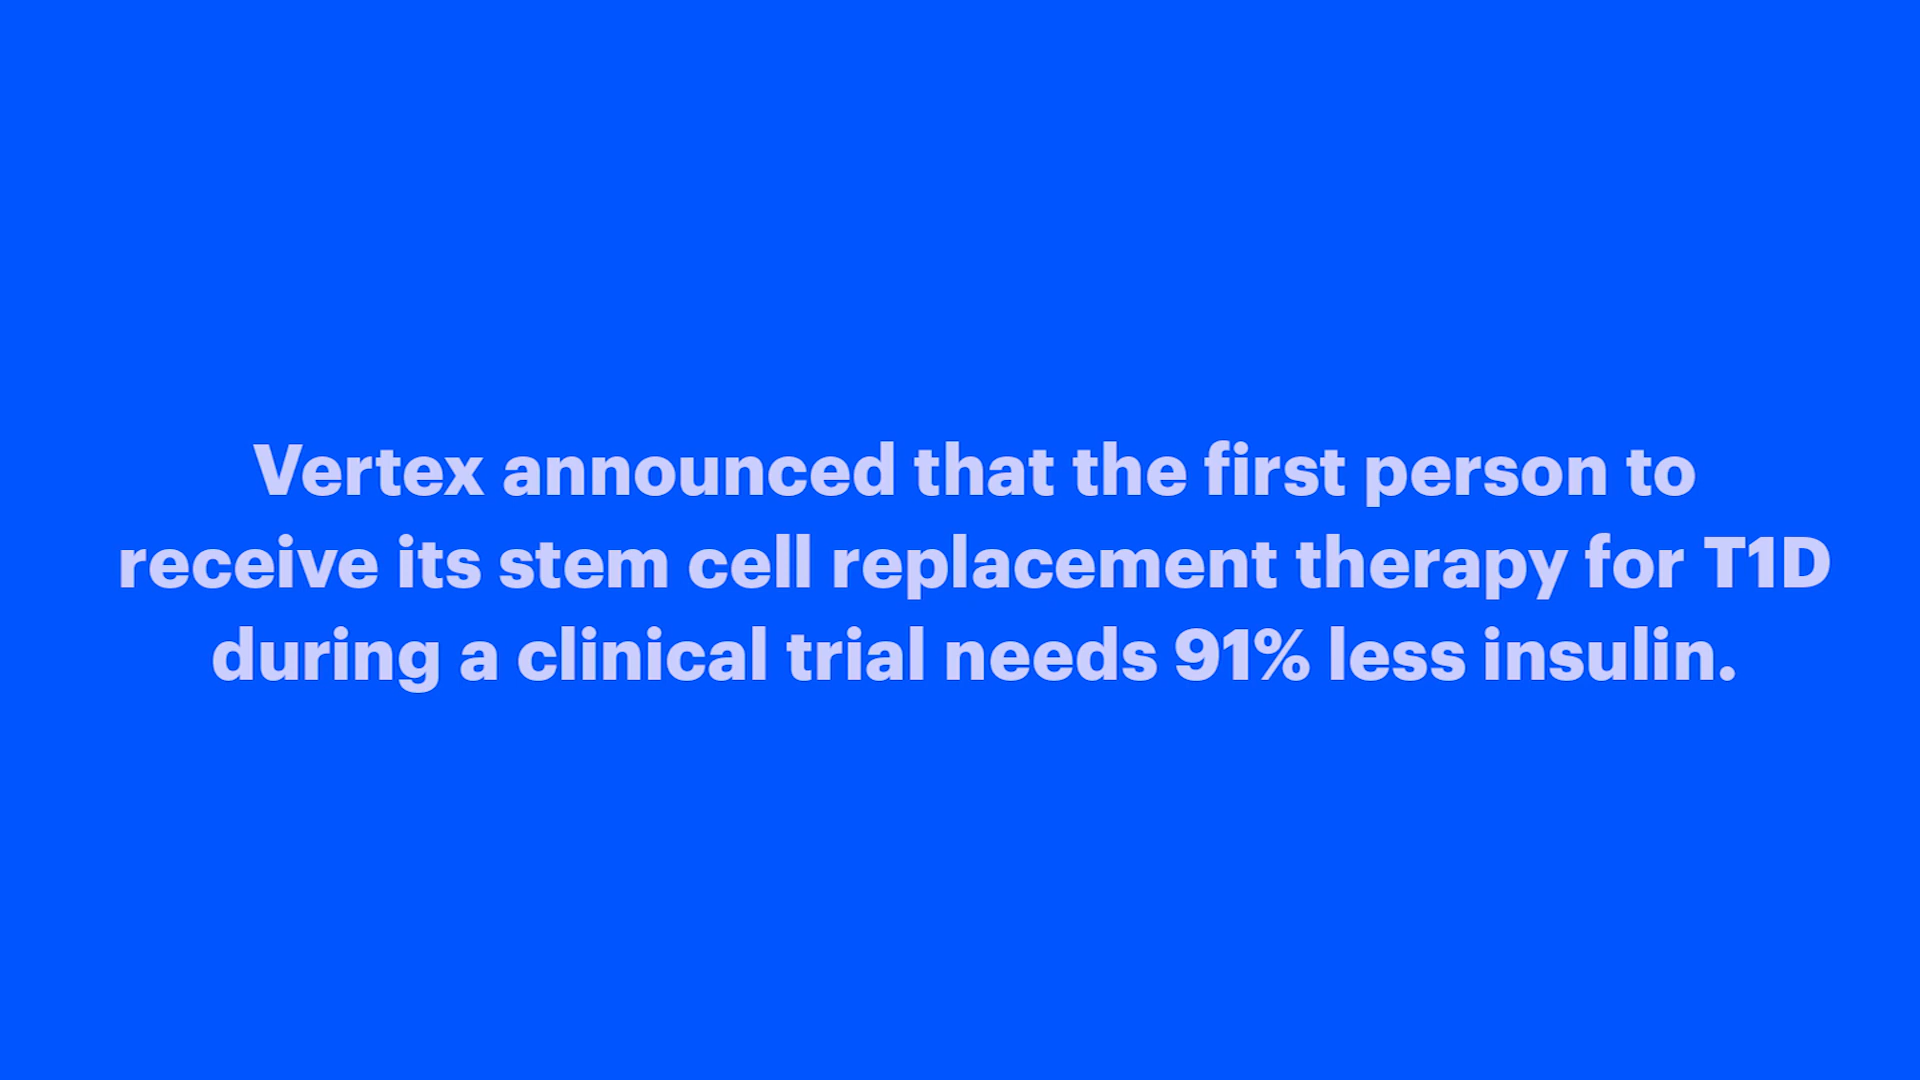 Vertex announced that the first person to
receive its stem cell replacement therapy for T1D
during a clinical trial needs 91% less insulin.